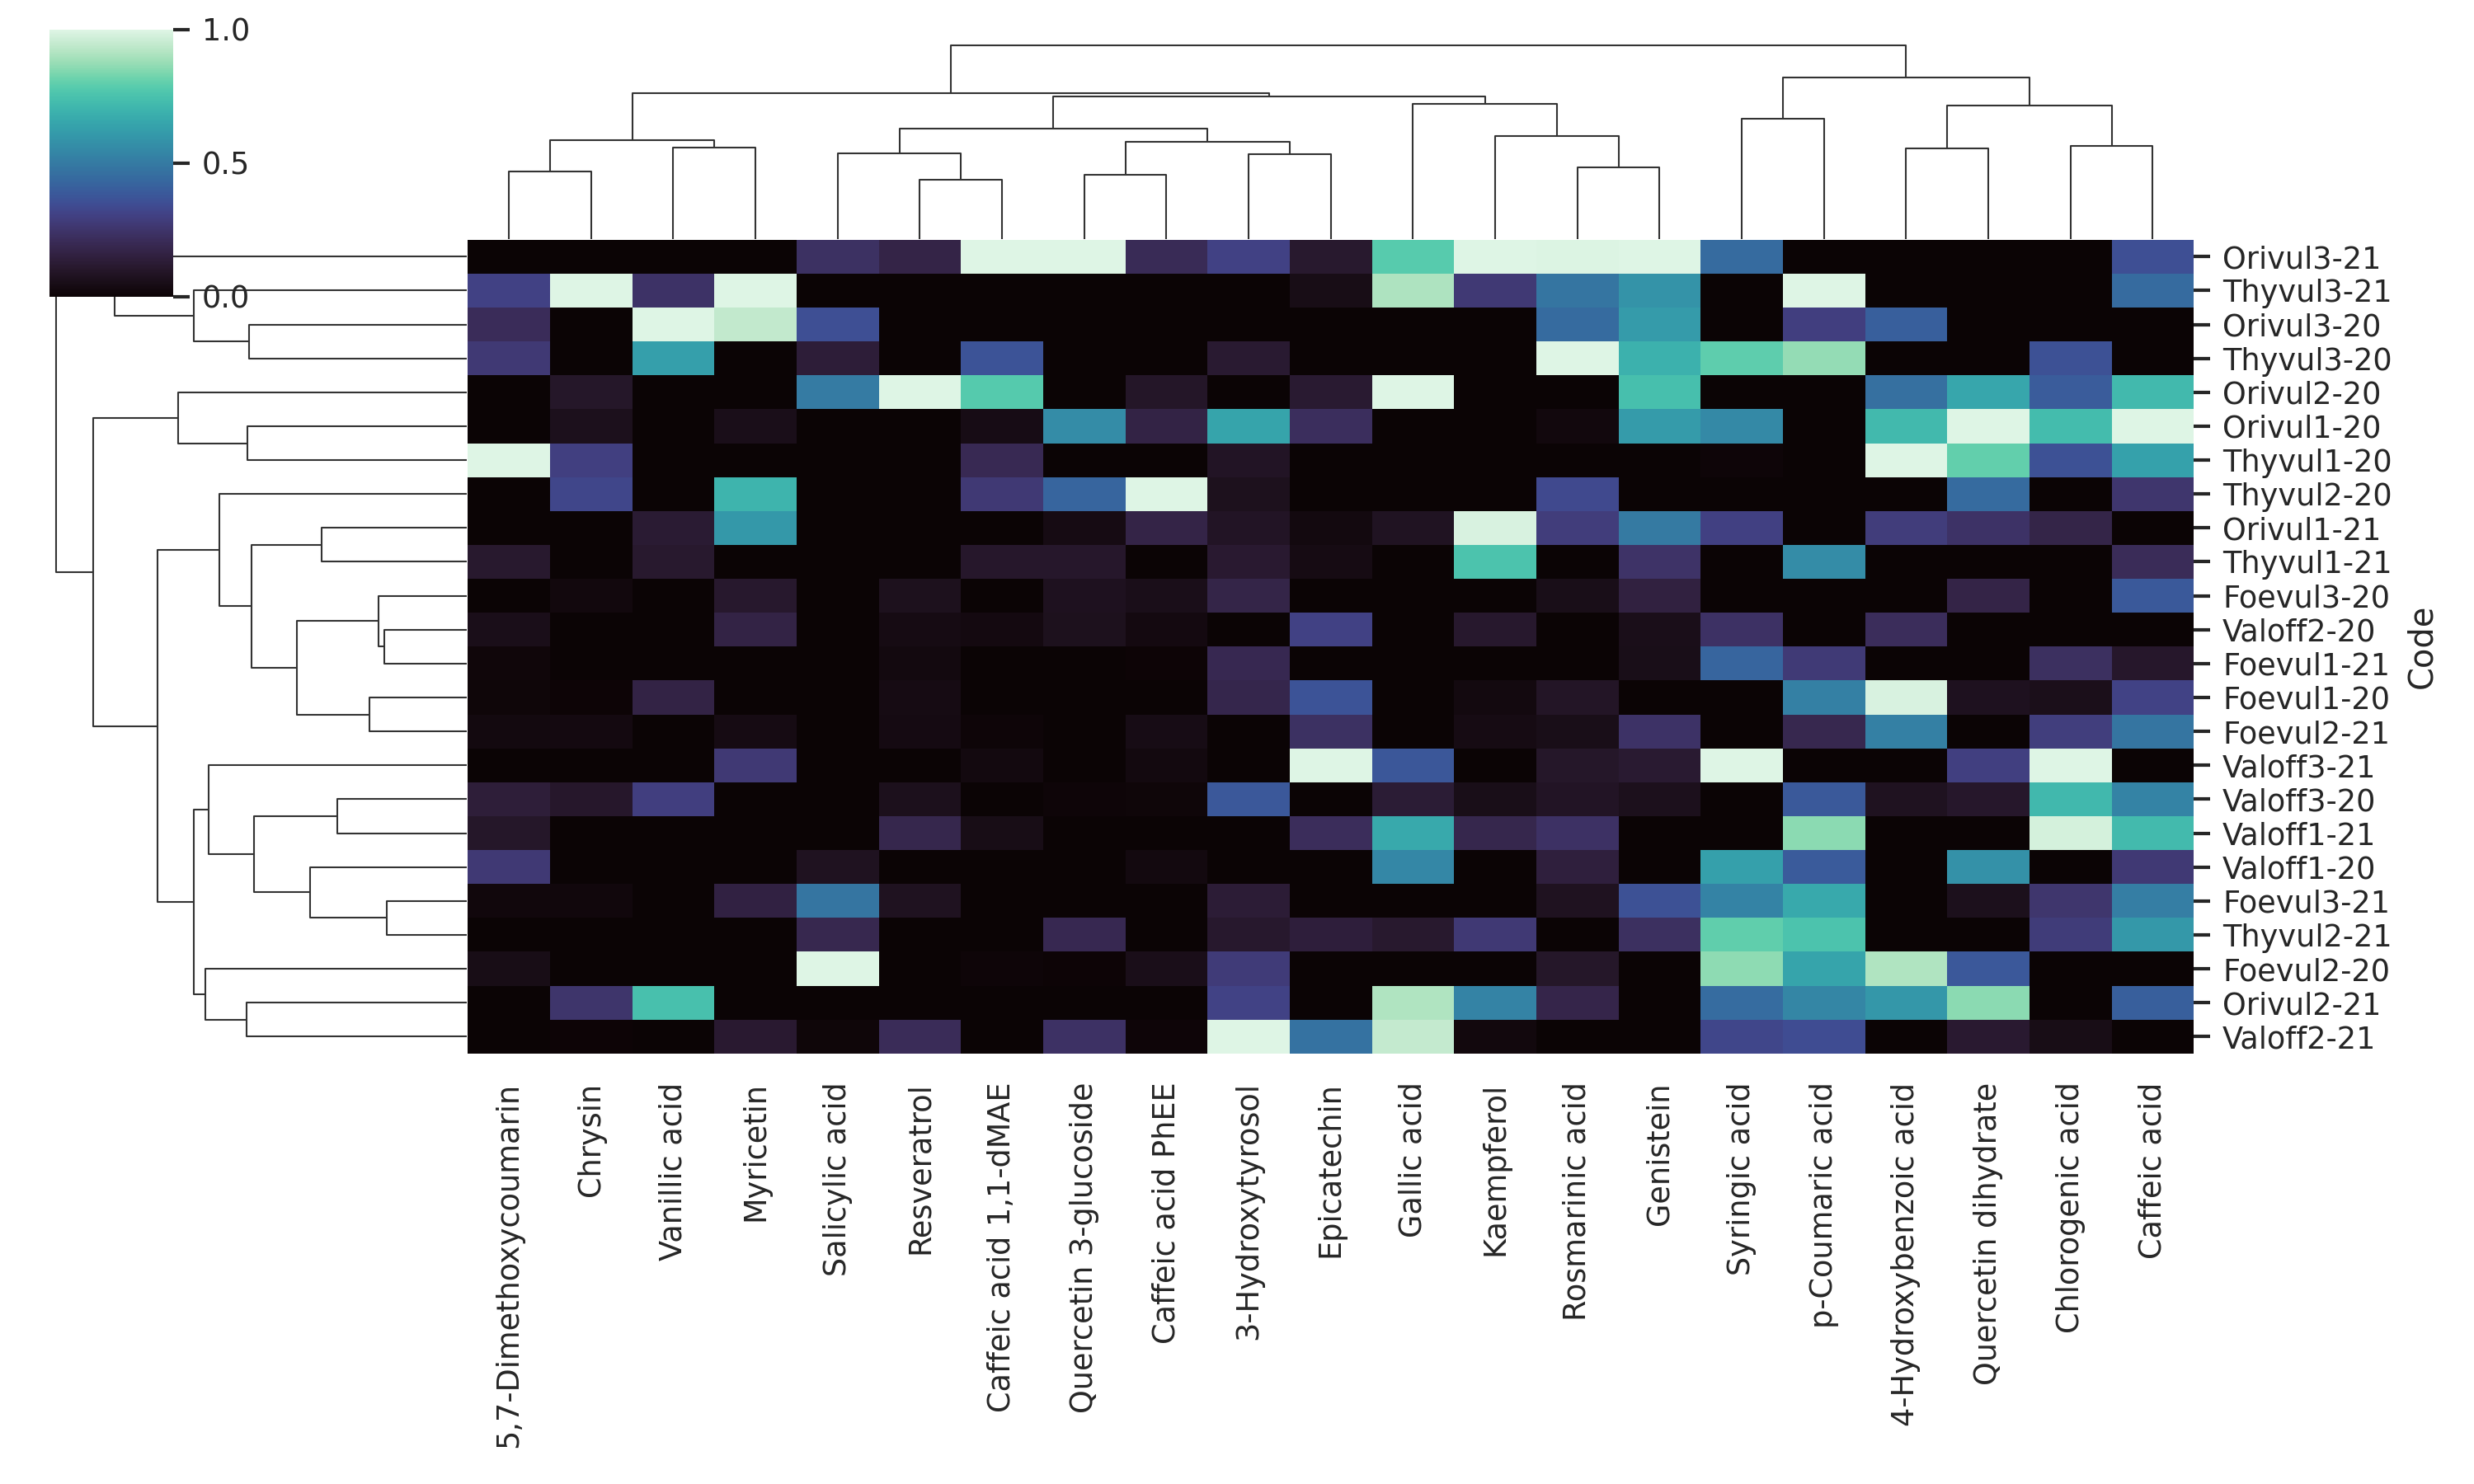 1.0
0.5
0.0
Orivul3-21
Thyvul3-21
Orivul3-20
Thyvul3-20
Orivul2-20
Orivul1-20
Thyvul1-20
Thyvul2-20
Orivul1-21
Thyvul1-21
Foevul3-20
Valoff2-20
Foevul1-21
Foevul1-20
Foevul2-21
Valoff3-21
Valoff3-20
Valoff1-21
Valoff1-20
Foevul3-21
Thyvul2-21
Foevul2-20
Orivul2-21
Valoff2-21
Code
5,7-Dimethoxycoumarin
Chrysin
Vanillic acid
Myricetin
Salicylic acid
Resveratrol
Caffeic acid 1,1-dMAE
Quercetin 3-glucoside
Caffeic acid PhEE
3-Hydroxytyrosol
Epicatechin
Gallic acid
Kaempferol
Rosmarinic acid
Genistein
Syringic acid
p-Coumaric acid
4-Hydroxybenzoic acid
Quercetin dihydrate
Chlorogenic acid
Caffeic acid